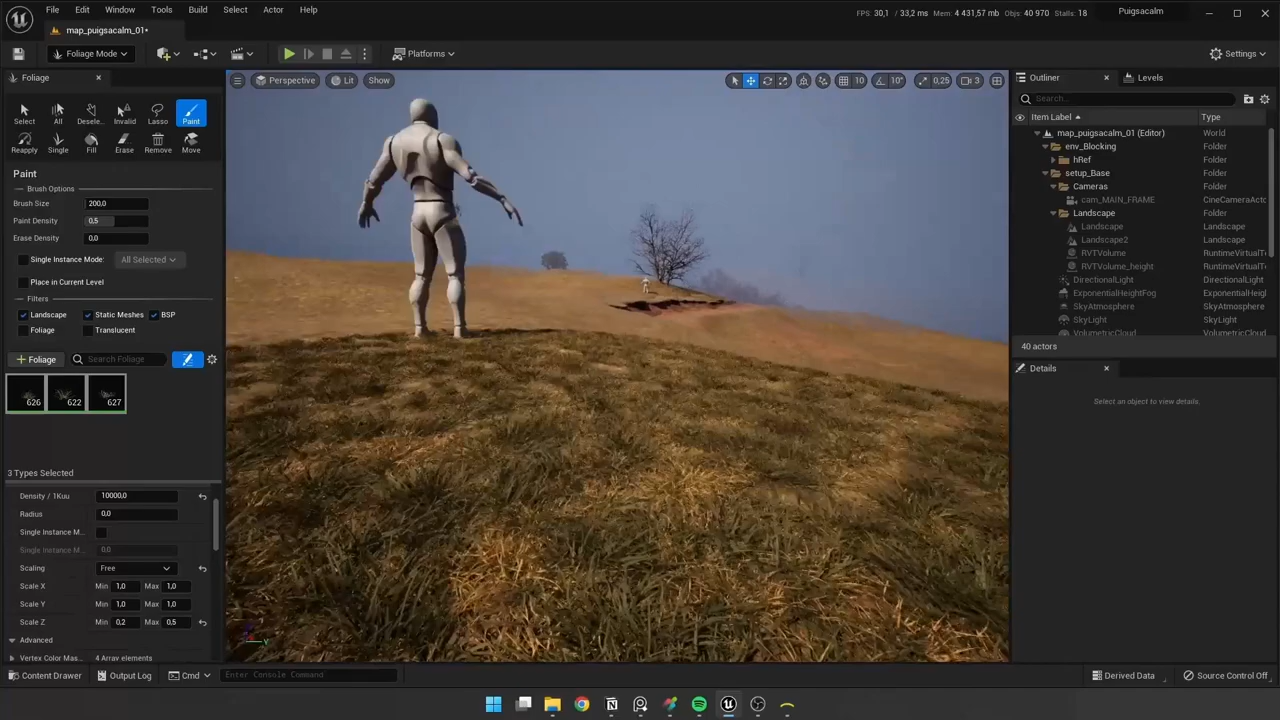 File Edit Window Tools Build Select Actor Help
FPS: 30,1 / 33,2 ms Mem: 4 431,57 mb Objs: 40 970 Stalls: 18
Puigsacalm
map_puigsacalm_01•
Foliage Mode
Platforms
Settings
Foliage
Perspective
Lit
Show
10
10°
0,25
3
Select All Desele.. Invalid Lasso Paint
Reapply Single Fill Erase Remove Move
Paint
Brush Options
Brush Size 200,0
Paint Density 0,5
Erase Density 0,0
Single Instance Mode: All Selected
Place in Current Level
Filters
Landscape Static Meshes BSP
Foliage Translucent
+ Foliage Search Foliage
626 622 627
3 Types Selected
Density / 1Kuu 10000,0
Radius 0,0
Single Instance M...
Single Instance M... 0,0
Scaling Free
Scale X Min 1,0 Max 1,0
Scale Y Min 1,0 Max 1,0
Scale Z Min 0,2 Max 0,5
Advanced
Vertex Color Mas... 4 Array elements
Outliner
Levels
Search...
Item Label Type
map_puigsacalm_01 (Editor) World
env_Blocking Folder
hRef Folder
setup_Base Folder
Cameras Folder
cam_MAIN_FRAME CineCameraActo
Landscape Folder
Landscape Landscape
Landscape2 Landscape
RVTVolume RuntimeVirtualTe
RVTVolume_height RuntimeVirtualTe
DirectionalLight DirectionalLight
ExponentialHeightFog ExponentialHeigh
SkyAtmosphere SkyAtmosphere
SkyLight SkyLight
VolumetricCloud VolumetricCloud
40 actors
Details
Select an object to view details.
Content Drawer
Output Log
Cmd
Enter Console Command
Derived Data
Source Control Off